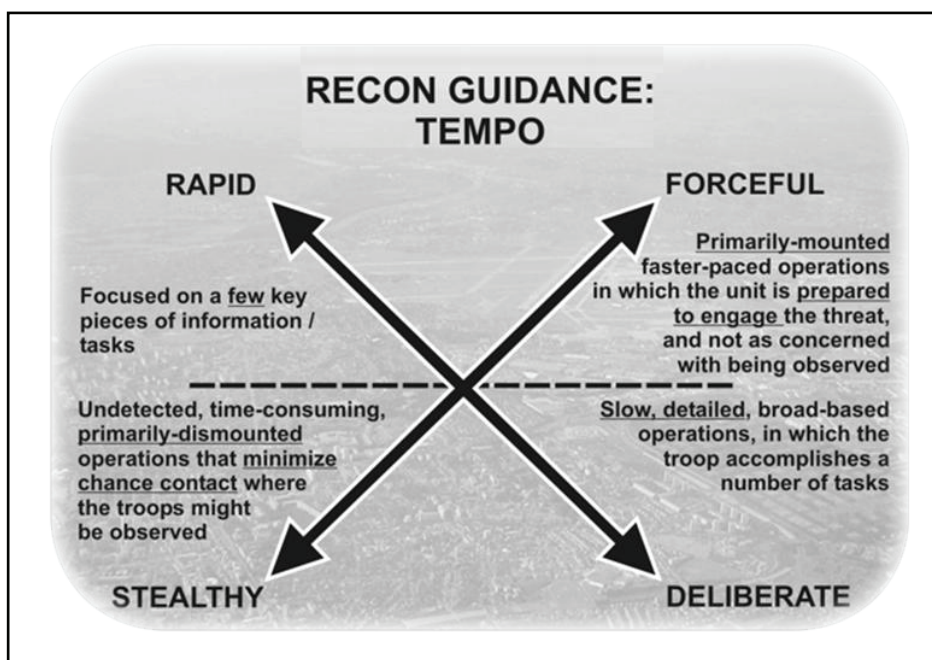 RECON GUIDANCE:
TEMPO
RAPID
FORCEFUL
Focused on a few key
pieces of information /
tasks
Primarily-mounted
faster-paced operations
in which the unit is prepared
to engage the threat,
and not as concerned
with being observed
Undetected, time-consuming,
primarily-dismounted
operations that minimize
chance contact where
the troops might
be observed
Slow, detailed, broad-based
operations, in which the
troop accomplishes a
number of tasks
STEALTHY
DELIBERATE